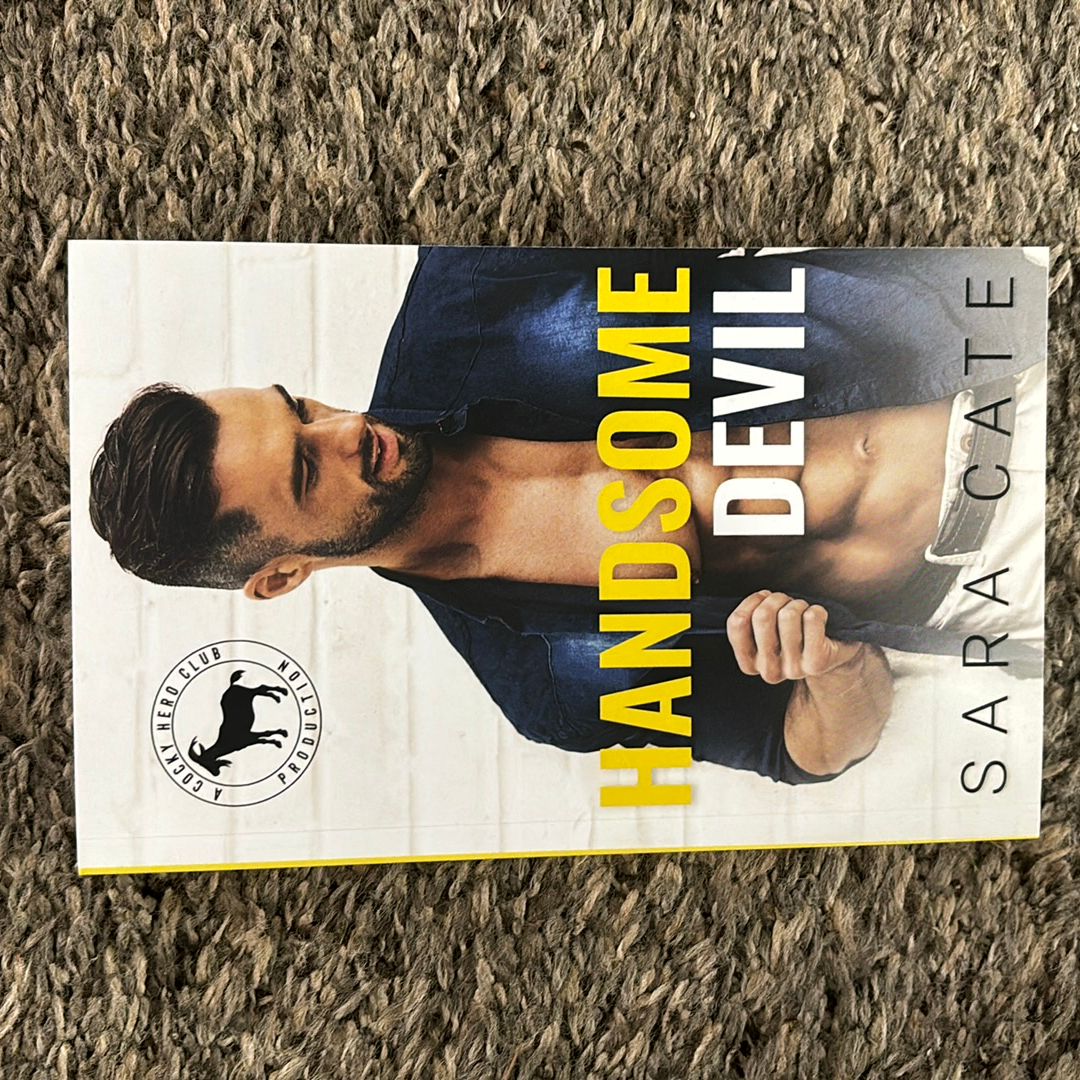 A COCKY HERO CLUB
PRODUCTION
HANDSOME
DEVIL
SARA CATE